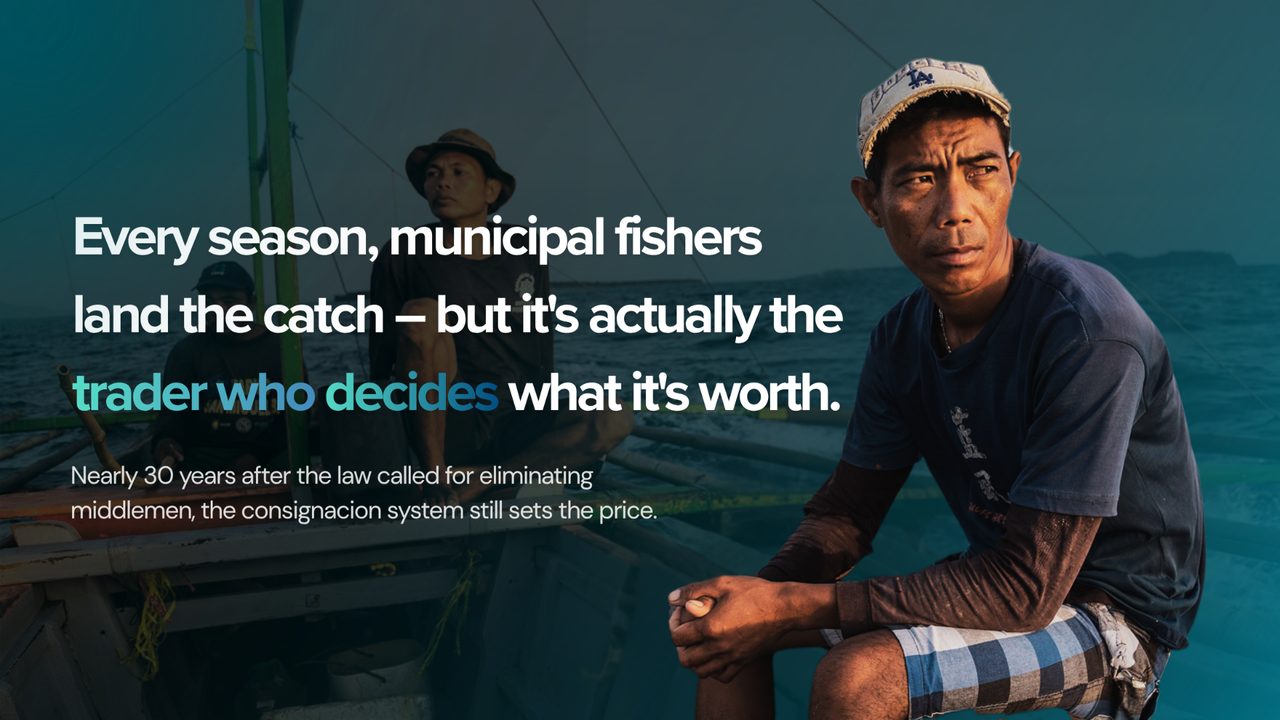 LA
Every season, municipal fishers
land the catch – but it's actually the
trader who decides what it's worth.
Nearly 30 years after the law called for eliminating
middlemen, the consignacion system still sets the price.